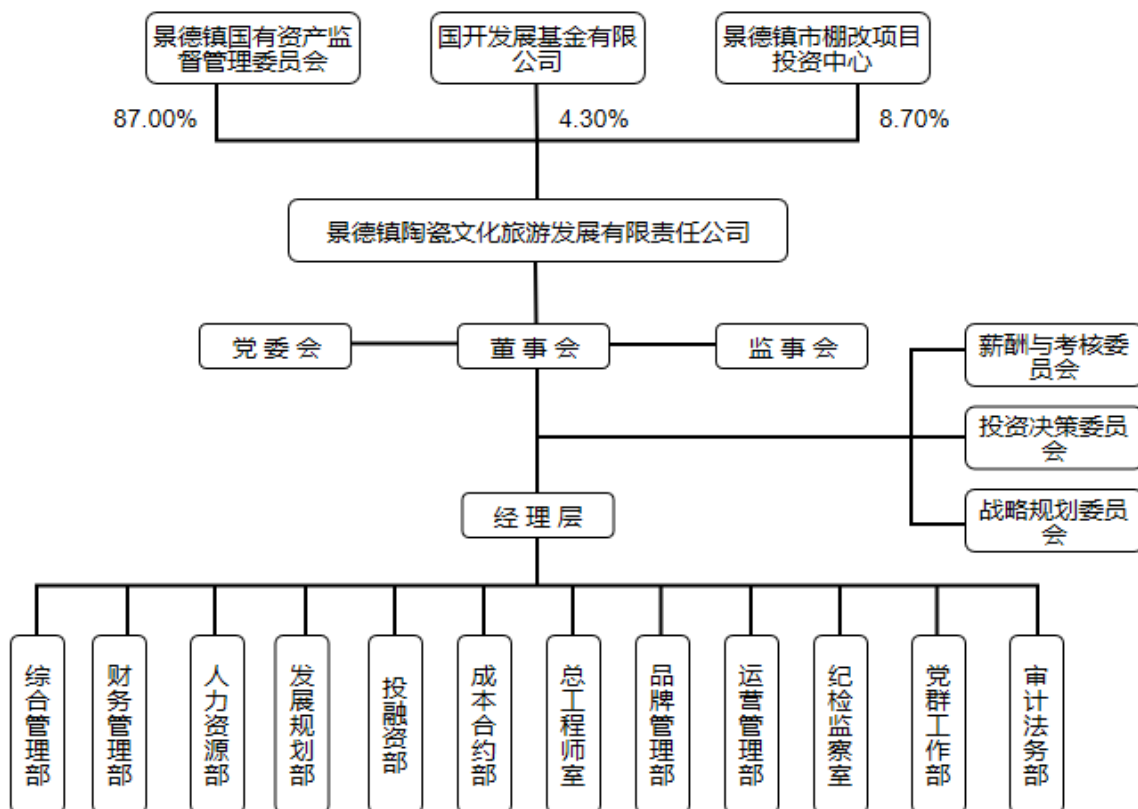 景德镇国有资产监
督管理委员会
国开发展基金有限
公司
景德镇市棚改项目
投资中心
87.00%
4.30%
8.70%
景德镇陶瓷文化旅游发展有限责任公司
党 委 会
董 事 会
监 事 会
薪酬与考核委
员会
投资决策委员
会
战略规划委员
会
经 理 层
综合管理部
财务管理部
人力资源部
发展规划部
投融资部
成本合约部
总工程师室
品牌管理部
运营管理部
纪检监察室
党群工作部
审计法务部